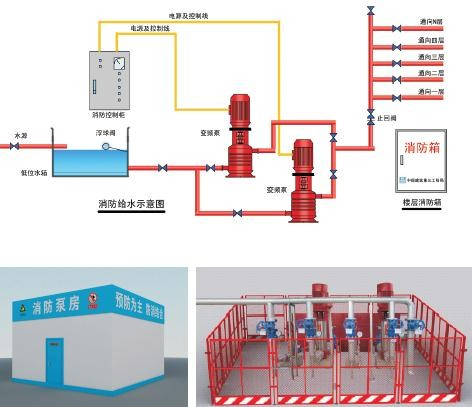 电源及控制线
电源及控制线
通向N层
通向四层
通向三层
通向二层
通向一层
消防控制柜
止回阀
水源
浮球阀
变频泵
消防箱
低位水箱
变频泵
消防给水示意图
楼层消防箱
消防泵房
预防为主 防消结合